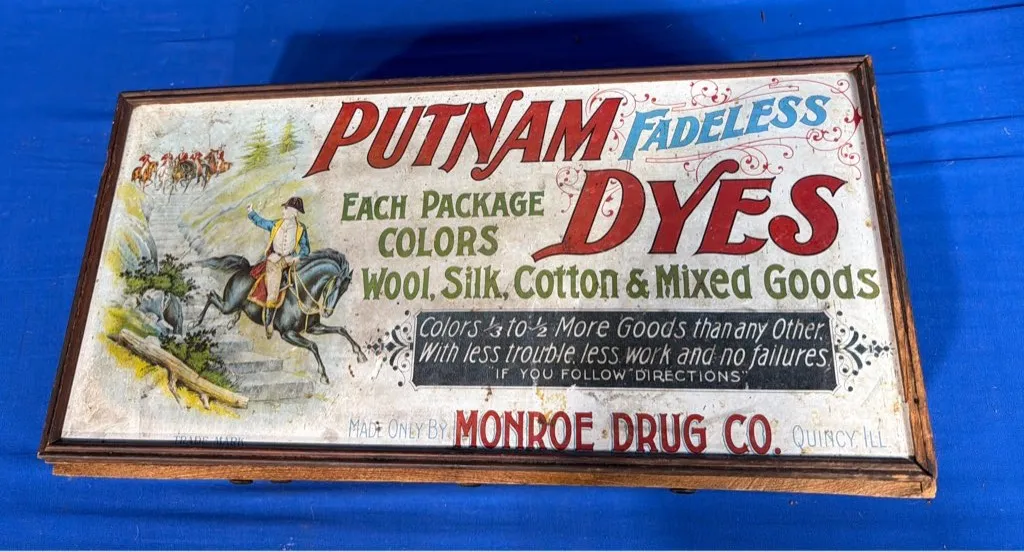 PUTNAM FADELESS
DYES
EACH PACKAGE
COLORS
WOOL, SILK, COTTON & MIXED GOODS
Colors 1/3 to 1/2 More Goods than any Other.
With less trouble, less work and no failures,
"IF YOU FOLLOW DIRECTIONS"
MADE ONLY BY MONROE DRUG CO. QUINCY, ILL
TRADE MARK